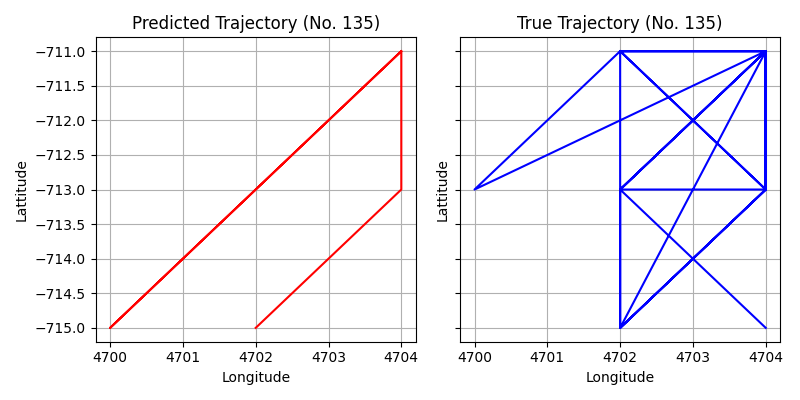 Predicted Trajectory (No. 135)
True Trajectory (No. 135)
−711.0
−711.5
−712.0
−712.5
−713.0
−713.5
−714.0
−714.5
−715.0
Lattitude
Lattitude
4700 4701 4702 4703 4704
4700 4701 4702 4703 4704
Longitude
Longitude